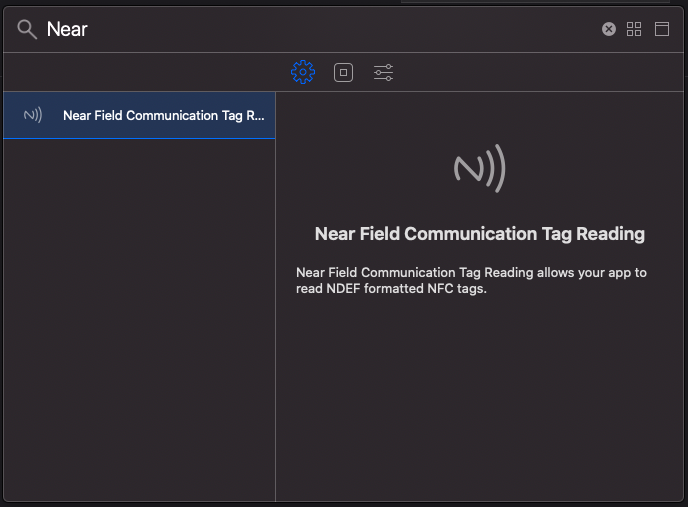 Near
Near Field Communication Tag R...
Near Field Communication Tag Reading
Near Field Communication Tag Reading allows your app to
read NDEF formatted NFC tags.